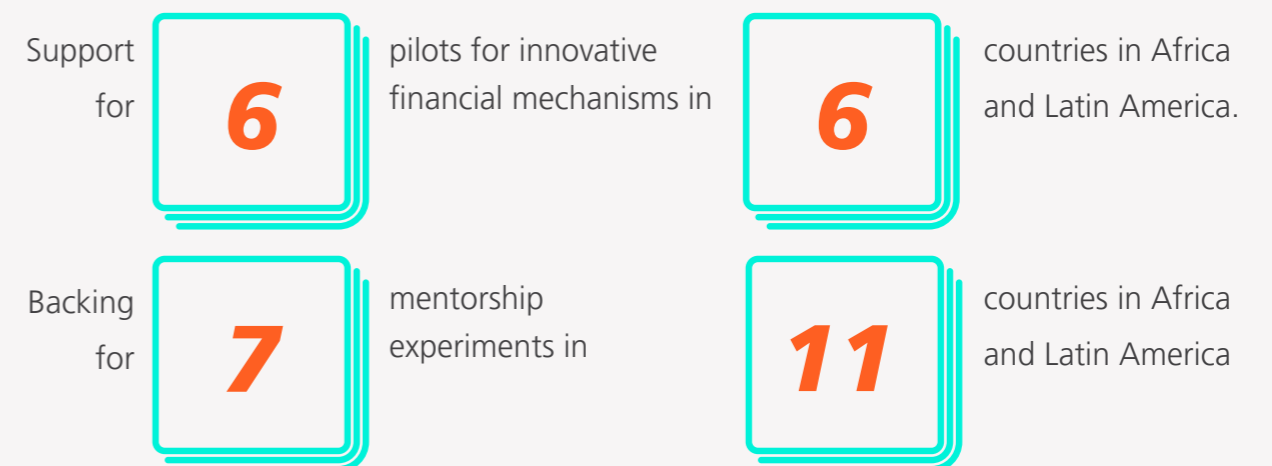 Support
for
6
pilots for innovative
financial mechanisms in
6
countries in Africa
and Latin America.
Backing
for
7
mentorship
experiments in
11
countries in Africa
and Latin America